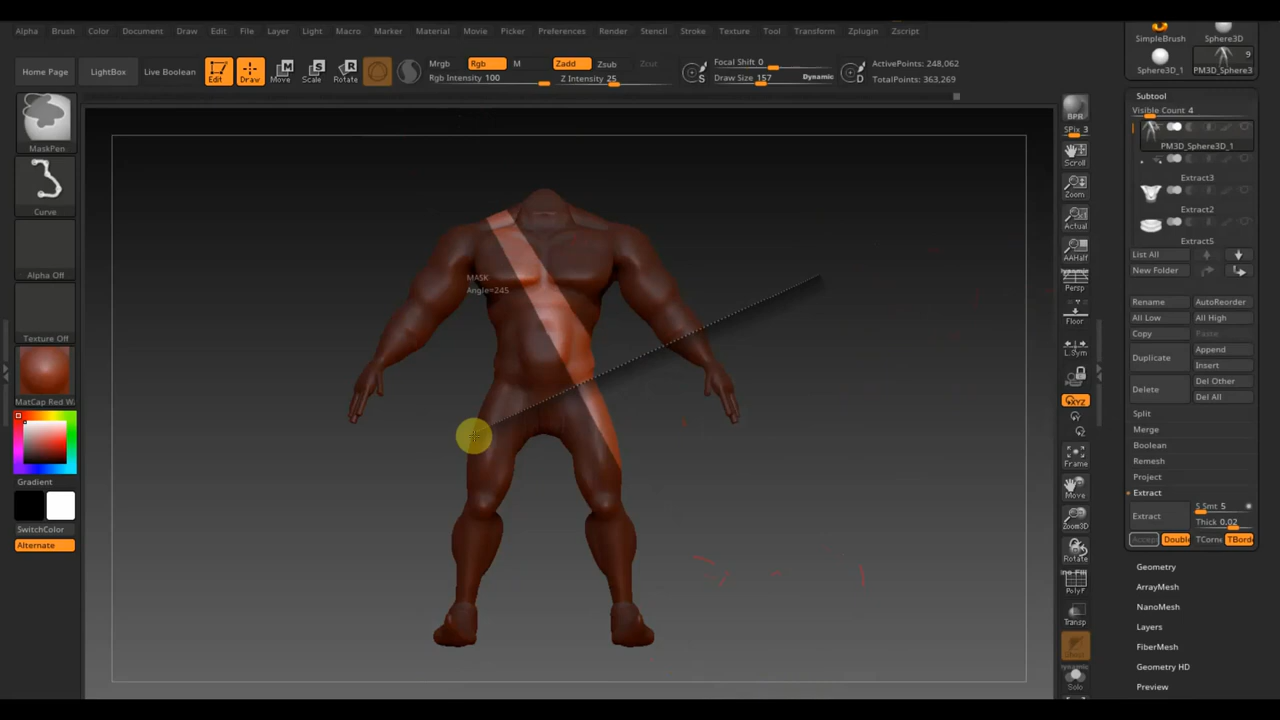 Alpha Brush Color Document Draw Edit File Layer Light Macro Marker Material Movie Picker Preferences Render Stencil Stroke Texture Tool Transform Zplugin Zscript
Home Page
LightBox
Live Boolean
Edit
Draw
Move
Scale
Rotate
Mrgb Rgb M
Rgb Intensity 100
Zadd Zsub Zcut
Z Intensity 25
S
Focal Shift 0
Draw Size 157 Dynamic
D
ActivePoints: 248,062
TotalPoints: 363,269
MaskPen
Curve
Alpha Off
Texture Off
MatCap Red W
Gradient
SwitchColor
Alternate
MASK
Angle=245
BPR
SPix 3
Scroll
Zoom
Actual
AAHalf
Dynamic
Persp
Floor
L.Sym
XYZ
Frame
Move
Zoom3D
Rotate
PolyF
Transp
Ghost
Dynamic
Solo
SimpleBrush
Sphere3D
Sphere3D_1
9
PM3D_Sphere3
Subtool
Visible Count 4
PM3D_Sphere3D_1
Extract3
Extract2
Extract5
List All
New Folder
Rename AutoReorder
All Low All High
Copy Paste
Duplicate
Append
Insert
Delete
Del Other
Del All
Split
Merge
Boolean
Remesh
Project
Extract
Extract
S Smt 5
Thick 0.02
Accept Double TCorne TBorde
Geometry
ArrayMesh
NanoMesh
Layers
FiberMesh
Geometry HD
Preview